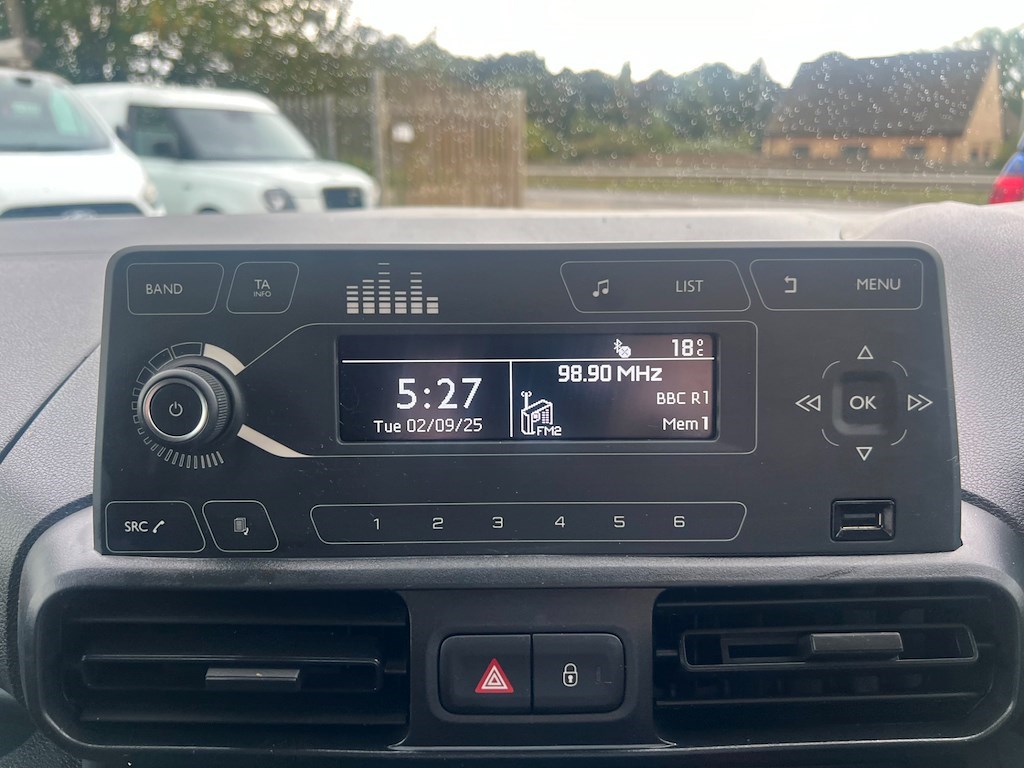 BAND
TA
INFO
LIST
MENU
18°C
5:27
98.90 MHz
BBC R1
Tue 02/09/25
FM2
Mem 1
OK
SRC
1 2 3 4 5 6